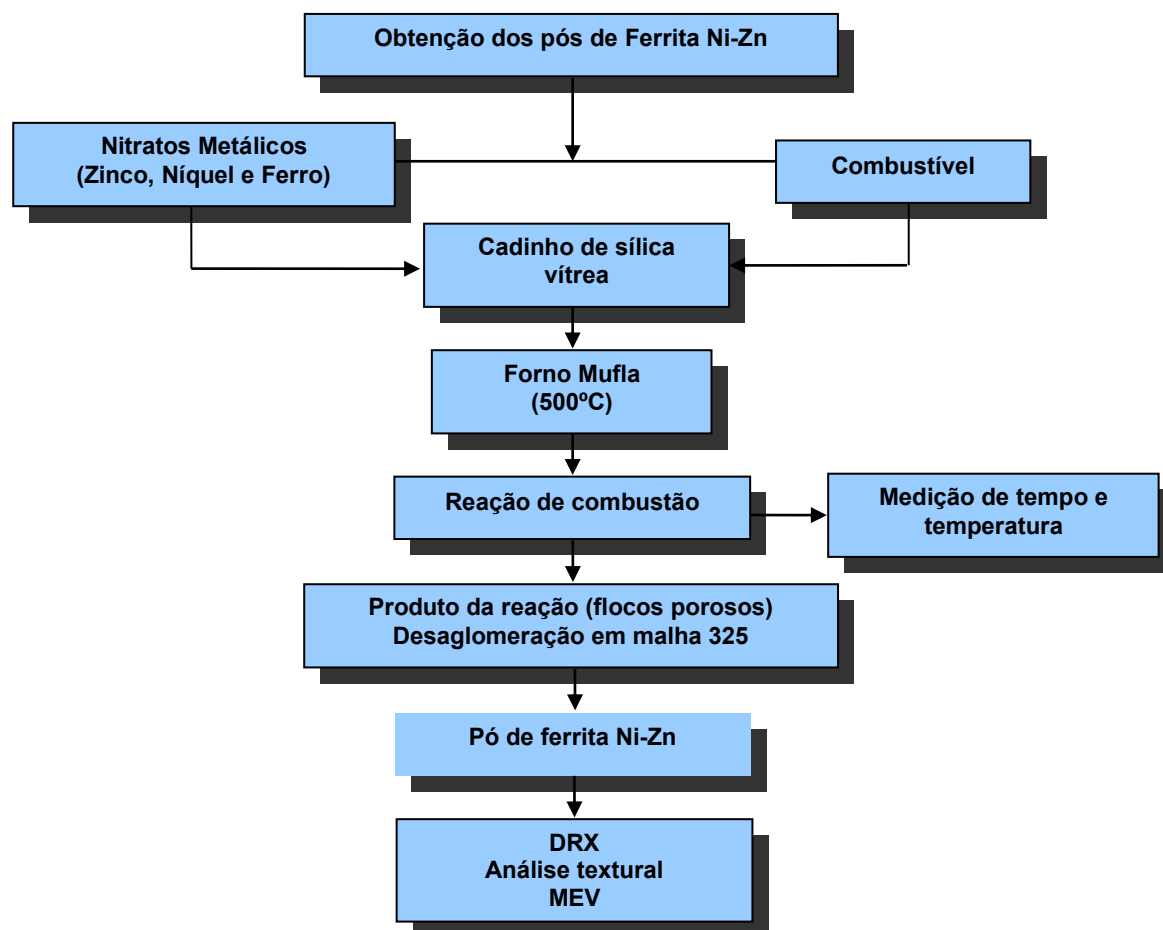 Obtenção dos pós de Ferrita Ni-Zn
Nitratos Metálicos
(Zinco, Níquel e Ferro)
Combustível
Cadinho de sílica
vítrea
Forno Mufla
(500ºC)
Reação de combustão
Medição de tempo e
temperatura
Produto da reação (flocos porosos)
Desaglomeração em malha 325
Pó de ferrita Ni-Zn
DRX
Análise textural
MEV